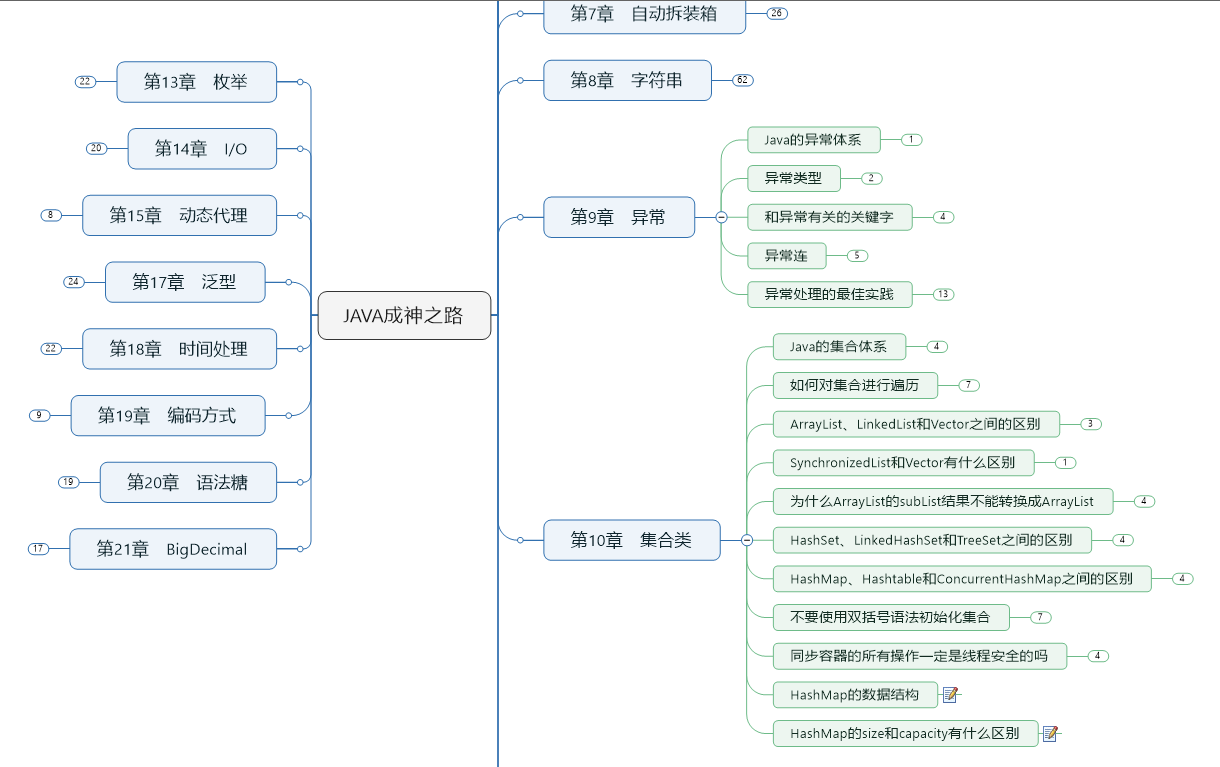 第7章 自动拆装箱
26
第8章 字符串
62
第9章 异常
Java的异常体系
1
异常类型
2
和异常有关的关键字
4
异常连
5
异常处理的最佳实践
13
第10章 集合类
Java的集合体系
4
如何对集合进行遍历
7
ArrayList、LinkedList和Vector之间的区别
3
SynchronizedList和Vector有什么区别
1
为什么ArrayList的subList结果不能转换成ArrayList
4
HashSet、LinkedHashSet和TreeSet之间的区别
4
HashMap、Hashtable和ConcurrentHashMap之间的区别
4
不要使用双括号语法初始化集合
7
同步容器的所有操作一定是线程安全的吗
4
HashMap的数据结构
HashMap的size和capacity有什么区别
JAVA成神之路
第13章 枚举
22
第14章 I/O
20
第15章 动态代理
8
第17章 泛型
24
第18章 时间处理
22
第19章 编码方式
9
第20章 语法糖
19
第21章 BigDecimal
17